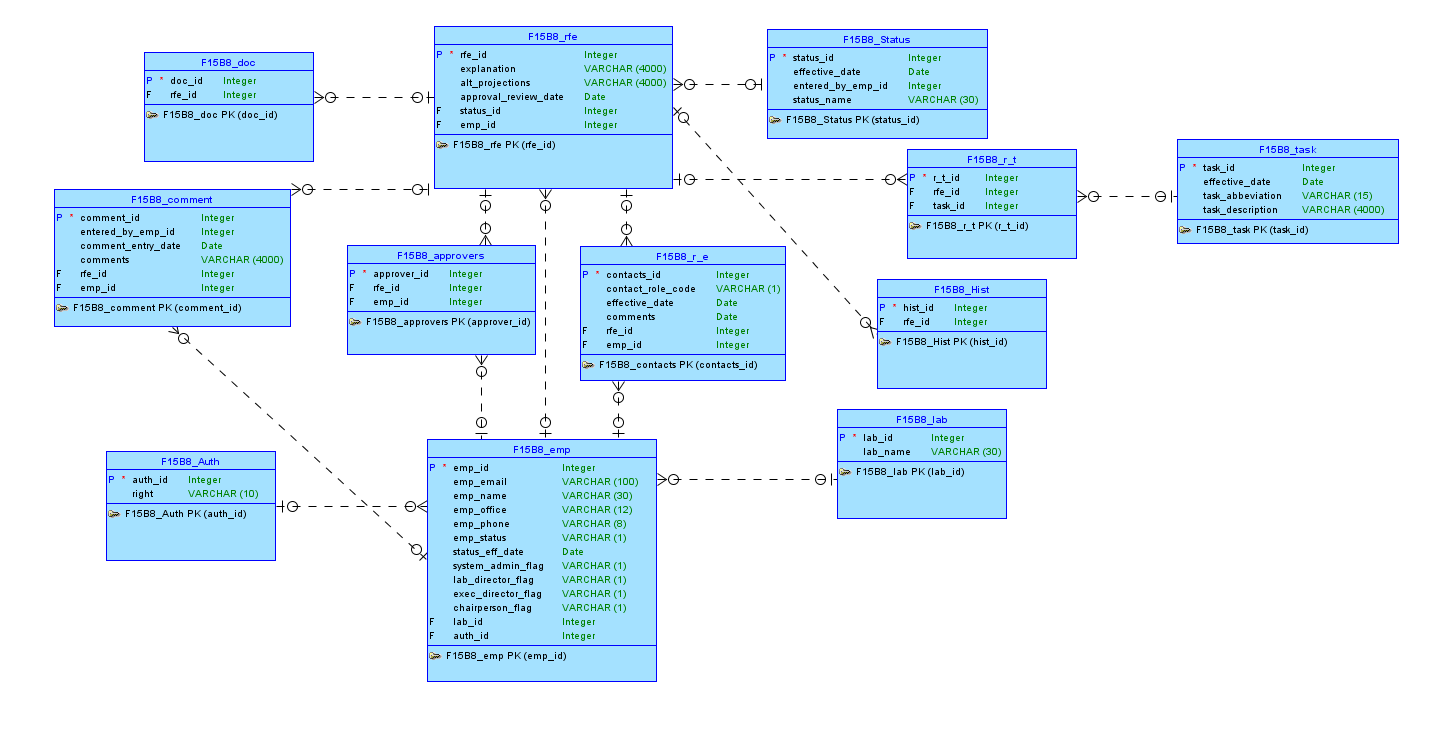 F15B8_doc
P * doc_id Integer
F rfe_id Integer
F15B8_doc PK (doc_id)
F15B8_rfe
P * rfe_id Integer
explanation VARCHAR (4000)
alt_projections VARCHAR (4000)
approval_review_date Date
F status_id Integer
F emp_id Integer
F15B8_rfe PK (rfe_id)
F15B8_Status
P * status_id Integer
effective_date Date
entered_by_emp_id Integer
status_name VARCHAR (30)
F15B8_Status PK (status_id)
F15B8_r_t
P * r_t_id Integer
F rfe_id Integer
F task_id Integer
F15B8_r_t PK (r_t_id)
F15B8_task
P * task_id Integer
effective_date Date
task_abbeviation VARCHAR (15)
task_description VARCHAR (4000)
F15B8_task PK (task_id)
F15B8_comment
P * comment_id Integer
entered_by_emp_id Integer
comment_entry_date Date
comments VARCHAR (4000)
F rfe_id Integer
F emp_id Integer
F15B8_comment PK (comment_id)
F15B8_approvers
P * approver_id Integer
F rfe_id Integer
F emp_id Integer
F15B8_approvers PK (approver_id)
F15B8_r_e
P * contacts_id Integer
contact_role_code VARCHAR (1)
effective_date Date
comments Date
F rfe_id Integer
F emp_id Integer
F15B8_contacts PK (contacts_id)
F15B8_Hist
P * hist_id Integer
F rfe_id Integer
F15B8_Hist PK (hist_id)
F15B8_Auth
P * auth_id Integer
right VARCHAR (10)
F15B8_Auth PK (auth_id)
F15B8_emp
P * emp_id Integer
emp_email VARCHAR (100)
emp_name VARCHAR (30)
emp_office VARCHAR (12)
emp_phone VARCHAR (8)
emp_status VARCHAR (1)
status_eff_date Date
system_admin_flag VARCHAR (1)
lab_director_flag VARCHAR (1)
exec_director_flag VARCHAR (1)
chairperson_flag VARCHAR (1)
F lab_id Integer
F auth_id Integer
F15B8_emp PK (emp_id)
F15B8_lab
P * lab_id Integer
lab_name VARCHAR (30)
F15B8_lab PK (lab_id)